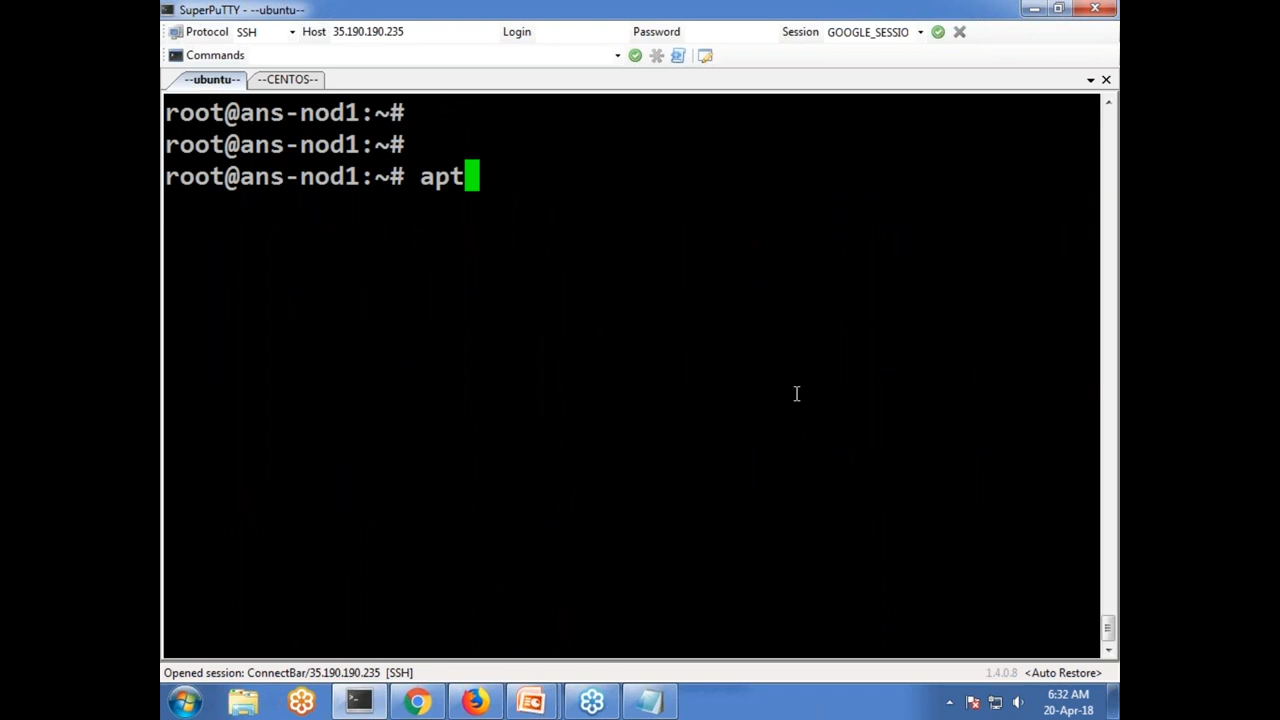 SuperPuTTY - --ubuntu--
Protocol SSH Host 35.190.190.235 Login Password Session GOOGLE_SESSIO
Commands
--ubuntu-- --CENTOS--
root@ans-nod1:~#
root@ans-nod1:~#
root@ans-nod1:~# apt
Opened session: ConnectBar/35.190.190.235 [SSH] 1.4.0.8 <Auto Restore>
6:32 AM
20-Apr-18